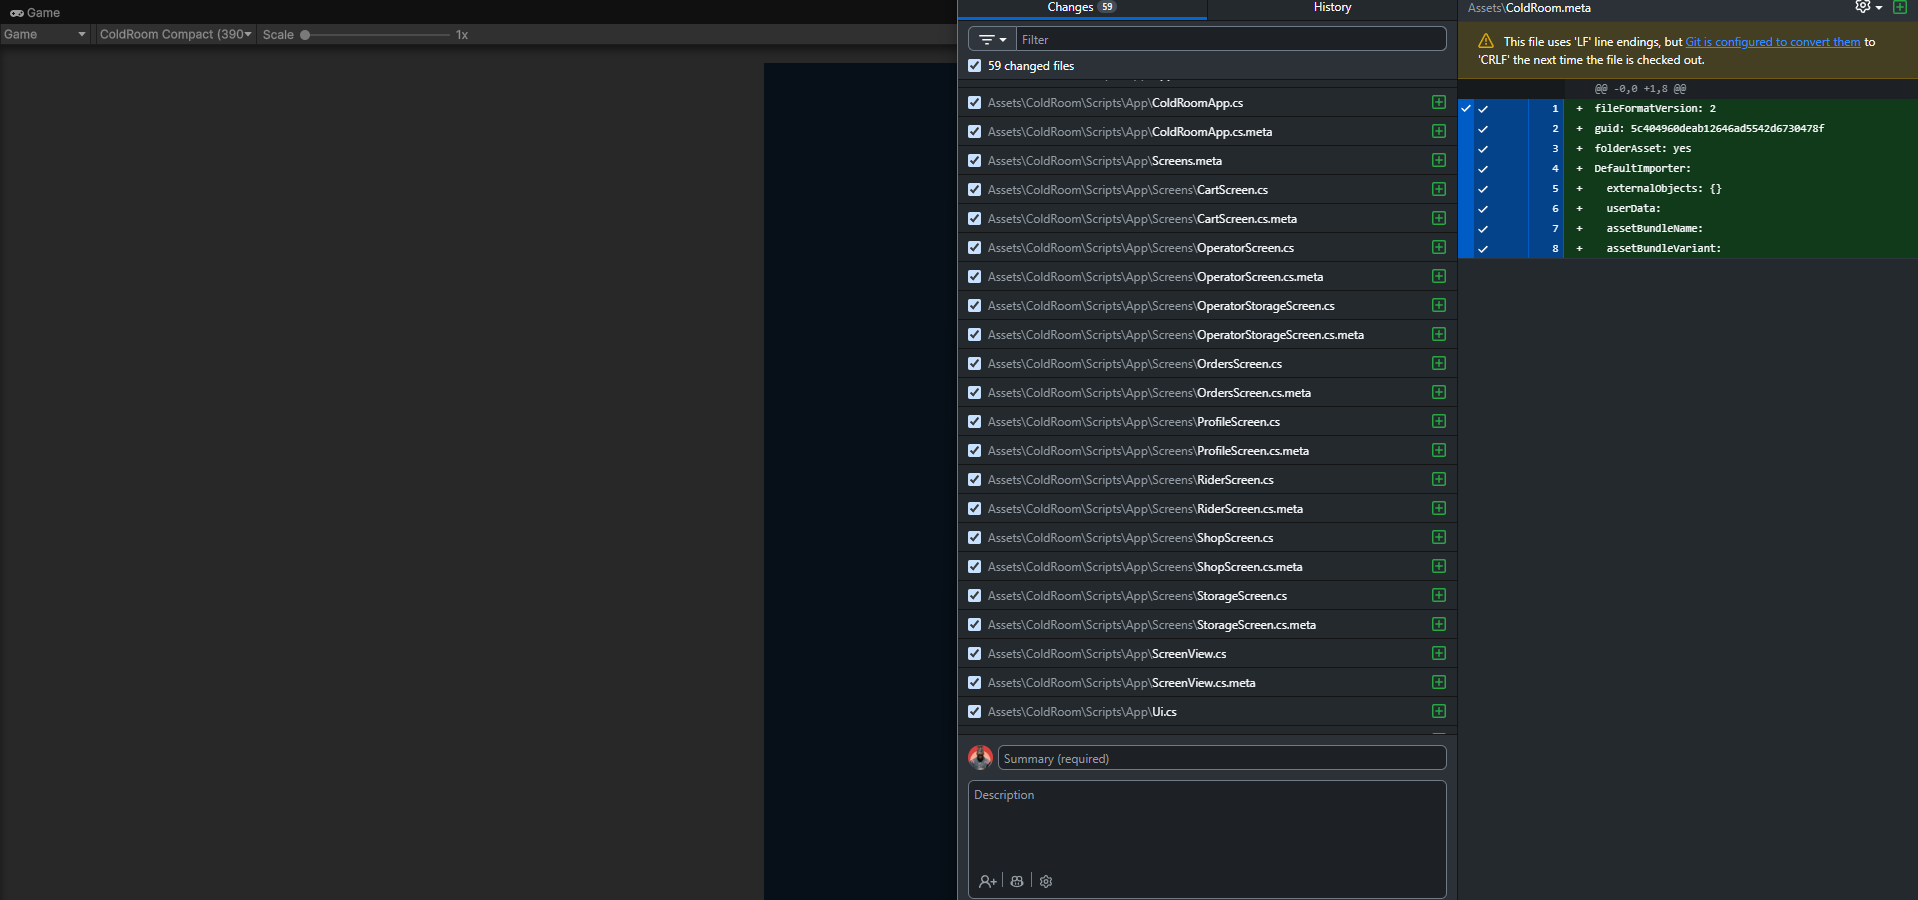 Game
Game
ColdRoom Compact (390
Scale
1x
Changes 59
History
Filter
59 changed files
Assets\ColdRoom\Scripts\App\ColdRoomApp.cs
Assets\ColdRoom\Scripts\App\ColdRoomApp.cs.meta
Assets\ColdRoom\Scripts\App\Screens.meta
Assets\ColdRoom\Scripts\App\Screens\CartScreen.cs
Assets\ColdRoom\Scripts\App\Screens\CartScreen.cs.meta
Assets\ColdRoom\Scripts\App\Screens\OperatorScreen.cs
Assets\ColdRoom\Scripts\App\Screens\OperatorScreen.cs.meta
Assets\ColdRoom\Scripts\App\Screens\OperatorStorageScreen.cs
Assets\ColdRoom\Scripts\App\Screens\OperatorStorageScreen.cs.meta
Assets\ColdRoom\Scripts\App\Screens\OrdersScreen.cs
Assets\ColdRoom\Scripts\App\Screens\OrdersScreen.cs.meta
Assets\ColdRoom\Scripts\App\Screens\ProfileScreen.cs
Assets\ColdRoom\Scripts\App\Screens\ProfileScreen.cs.meta
Assets\ColdRoom\Scripts\App\Screens\RiderScreen.cs
Assets\ColdRoom\Scripts\App\Screens\RiderScreen.cs.meta
Assets\ColdRoom\Scripts\App\Screens\ShopScreen.cs
Assets\ColdRoom\Scripts\App\Screens\ShopScreen.cs.meta
Assets\ColdRoom\Scripts\App\Screens\StorageScreen.cs
Assets\ColdRoom\Scripts\App\Screens\StorageScreen.cs.meta
Assets\ColdRoom\Scripts\App\ScreenView.cs
Assets\ColdRoom\Scripts\App\ScreenView.cs.meta
Assets\ColdRoom\Scripts\App\Ui.cs
Summary (required)
Description
Assets\ColdRoom.meta
This file uses 'LF' line endings, but Git is configured to convert them to
'CRLF' the next time the file is checked out.
@@ -0,0 +1,8 @@
1 + fileFormatVersion: 2
2 + guid: 5c404960deab12646ad5542d6730478f
3 + folderAsset: yes
4 + DefaultImporter:
5 + externalObjects: {}
6 + userData:
7 + assetBundleName:
8 + assetBundleVariant: